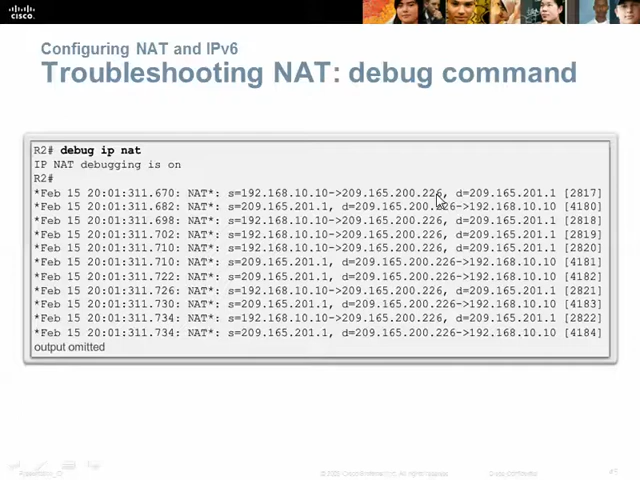 CISCO
Configuring NAT and IPv6
Troubleshooting NAT: debug command
R2# debug ip nat
IP NAT debugging is on
R2#
*Feb 15 20:01:311.670: NAT*: s=192.168.10.10->209.165.200.226, d=209.165.201.1 [2817]
*Feb 15 20:01:311.682: NAT*: s=209.165.201.1, d=209.165.200.226->192.168.10.10 [4180]
*Feb 15 20:01:311.698: NAT*: s=192.168.10.10->209.165.200.226, d=209.165.201.1 [2818]
*Feb 15 20:01:311.702: NAT*: s=192.168.10.10->209.165.200.226, d=209.165.201.1 [2819]
*Feb 15 20:01:311.710: NAT*: s=192.168.10.10->209.165.200.226, d=209.165.201.1 [2820]
*Feb 15 20:01:311.710: NAT*: s=209.165.201.1, d=209.165.200.226->192.168.10.10 [4181]
*Feb 15 20:01:311.722: NAT*: s=209.165.201.1, d=209.165.200.226->192.168.10.10 [4182]
*Feb 15 20:01:311.726: NAT*: s=192.168.10.10->209.165.200.226, d=209.165.201.1 [2821]
*Feb 15 20:01:311.730: NAT*: s=209.165.201.1, d=209.165.200.226->192.168.10.10 [4183]
*Feb 15 20:01:311.734: NAT*: s=192.168.10.10->209.165.200.226, d=209.165.201.1 [2822]
*Feb 15 20:01:311.734: NAT*: s=209.165.201.1, d=209.165.200.226->192.168.10.10 [4184]
output omitted
Cisco Systems, Inc. All rights reserved.
Cisco Confidential